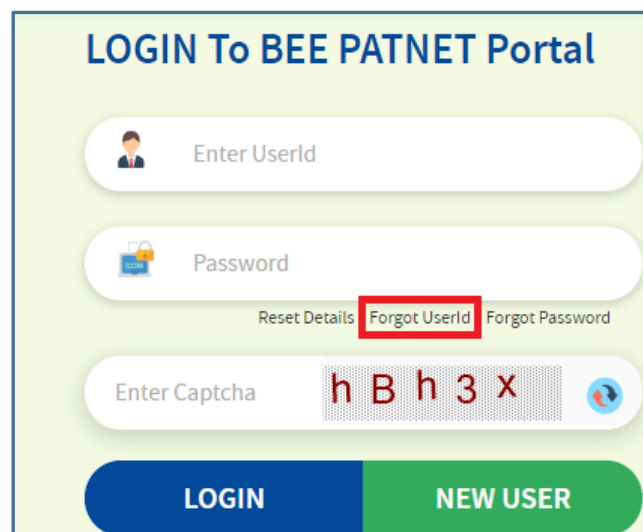 LOGIN To BEE PATNET Portal
Enter UserId
Password
Reset Details Forgot UserId Forgot Password
Enter Captcha hBh3x
LOGIN NEW USER